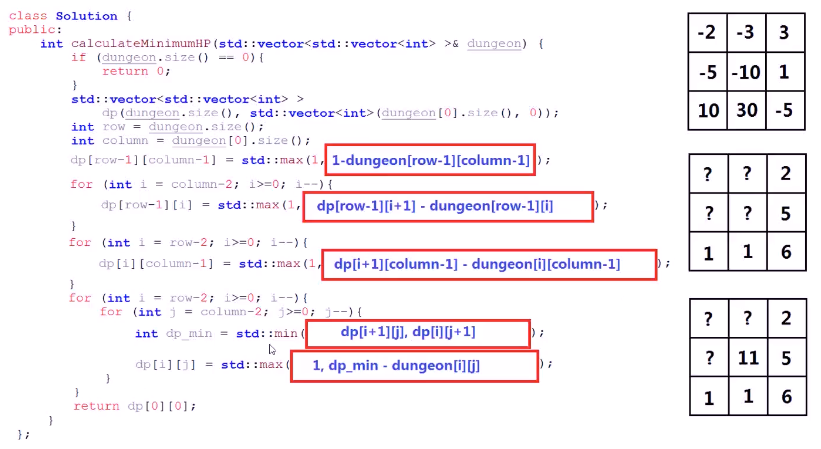 class Solution {
public:
int calculateMinimumHP(std::vector<std::vector<int> >& dungeon) {
if (dungeon.size() == 0){
return 0;
}
std::vector<std::vector<int> >
dp(dungeon.size(), std::vector<int>(dungeon[0].size(), 0));
int row = dungeon.size();
int column = dungeon[0].size();
dp[row-1][column-1] = std::max(1, 1-dungeon[row-1][column-1] );
for (int i = column-2; i>=0; i--){
dp[row-1][i] = std::max(1, dp[row-1][i+1] - dungeon[row-1][i] );
}
for (int i = row-2; i>=0; i--){
dp[i][column-1] = std::max(1, dp[i+1][column-1] - dungeon[i][column-1] );
}
for (int i = row-2; i>=0; i--){
for (int j = column-2; j>=0; j--){
int dp_min = std::min( dp[i+1][j], dp[i][j+1] );
dp[i][j] = std::max( 1, dp_min - dungeon[i][j] );
}
}
return dp[0][0];
}
};
-2 -3 3
-5 -10 1
10 30 -5
? ? 2
? ? 5
1 1 6
? ? 2
? 11 5
1 1 6